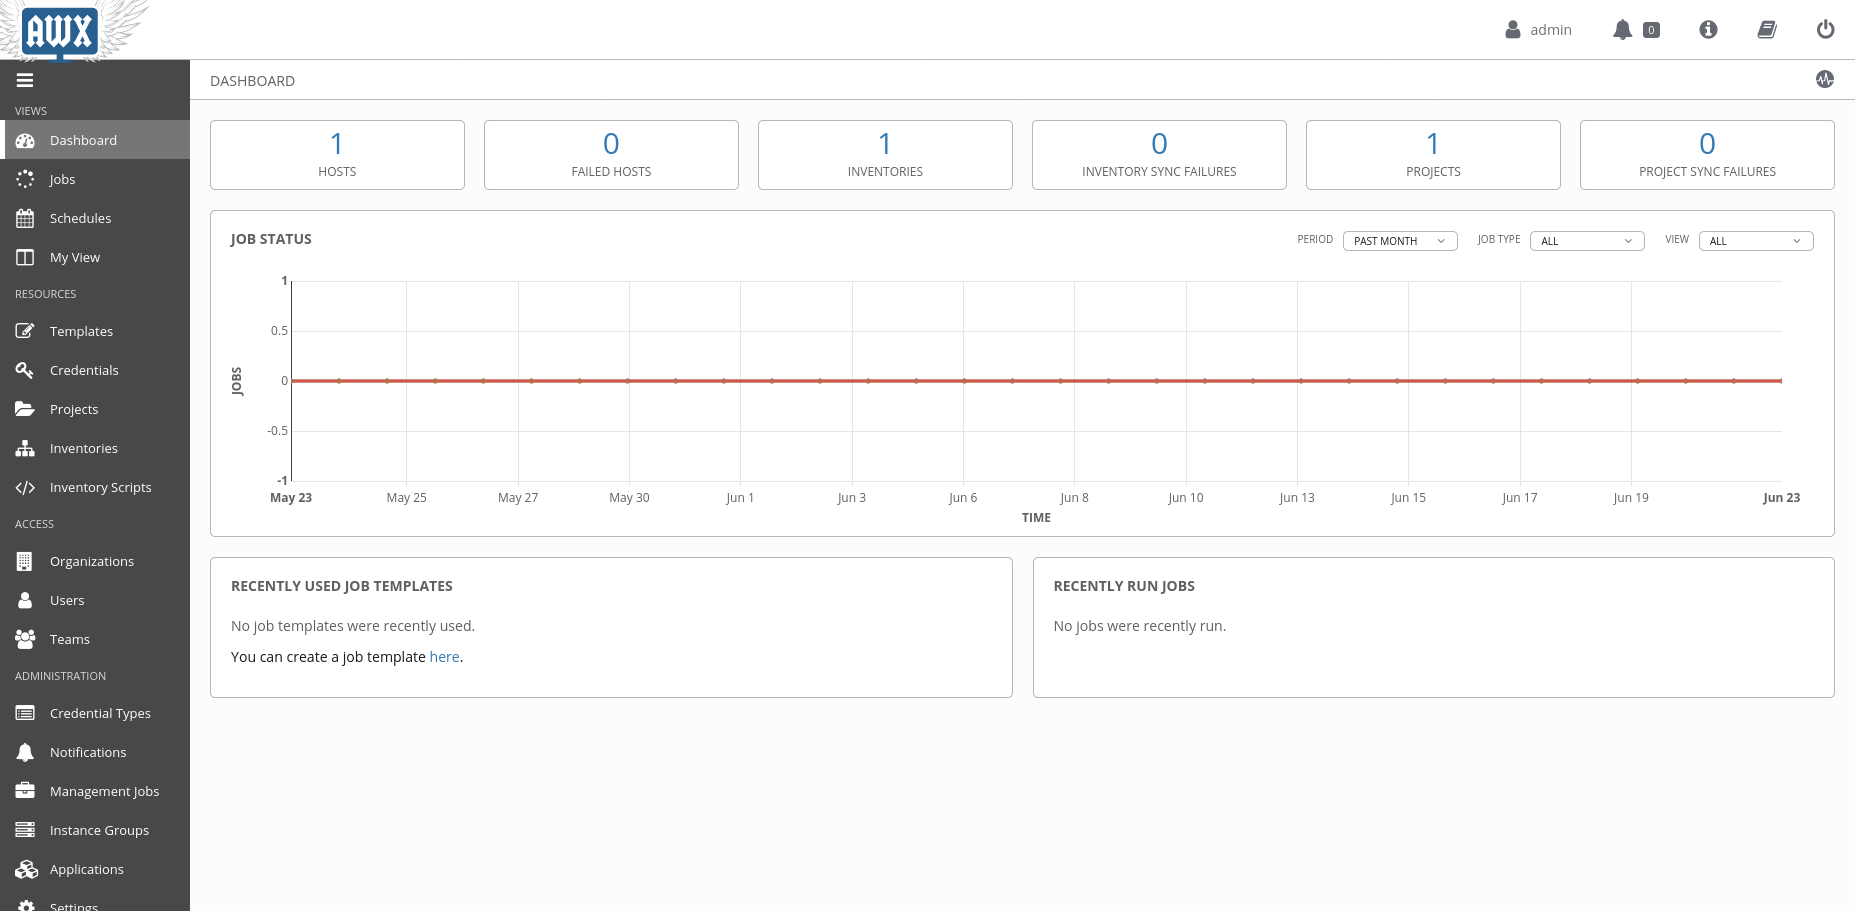 AWX
admin
0
DASHBOARD
VIEWS
Dashboard
Jobs
Schedules
My View
RESOURCES
Templates
Credentials
Projects
Inventories
Inventory Scripts
ACCESS
Organizations
Users
Teams
ADMINISTRATION
Credential Types
Notifications
Management Jobs
Instance Groups
Applications
Settings
1
HOSTS
0
FAILED HOSTS
1
INVENTORIES
0
INVENTORY SYNC FAILURES
1
PROJECTS
0
PROJECT SYNC FAILURES
JOB STATUS
PERIOD PAST MONTH JOB TYPE ALL VIEW ALL
1
0.5
0
-0.5
-1
JOBS
May 23 May 25 May 27 May 30 Jun 1 Jun 3 Jun 6 Jun 8 Jun 10 Jun 13 Jun 15 Jun 17 Jun 19 Jun 23
TIME
RECENTLY USED JOB TEMPLATES
No job templates were recently used.
You can create a job template here.
RECENTLY RUN JOBS
No jobs were recently run.